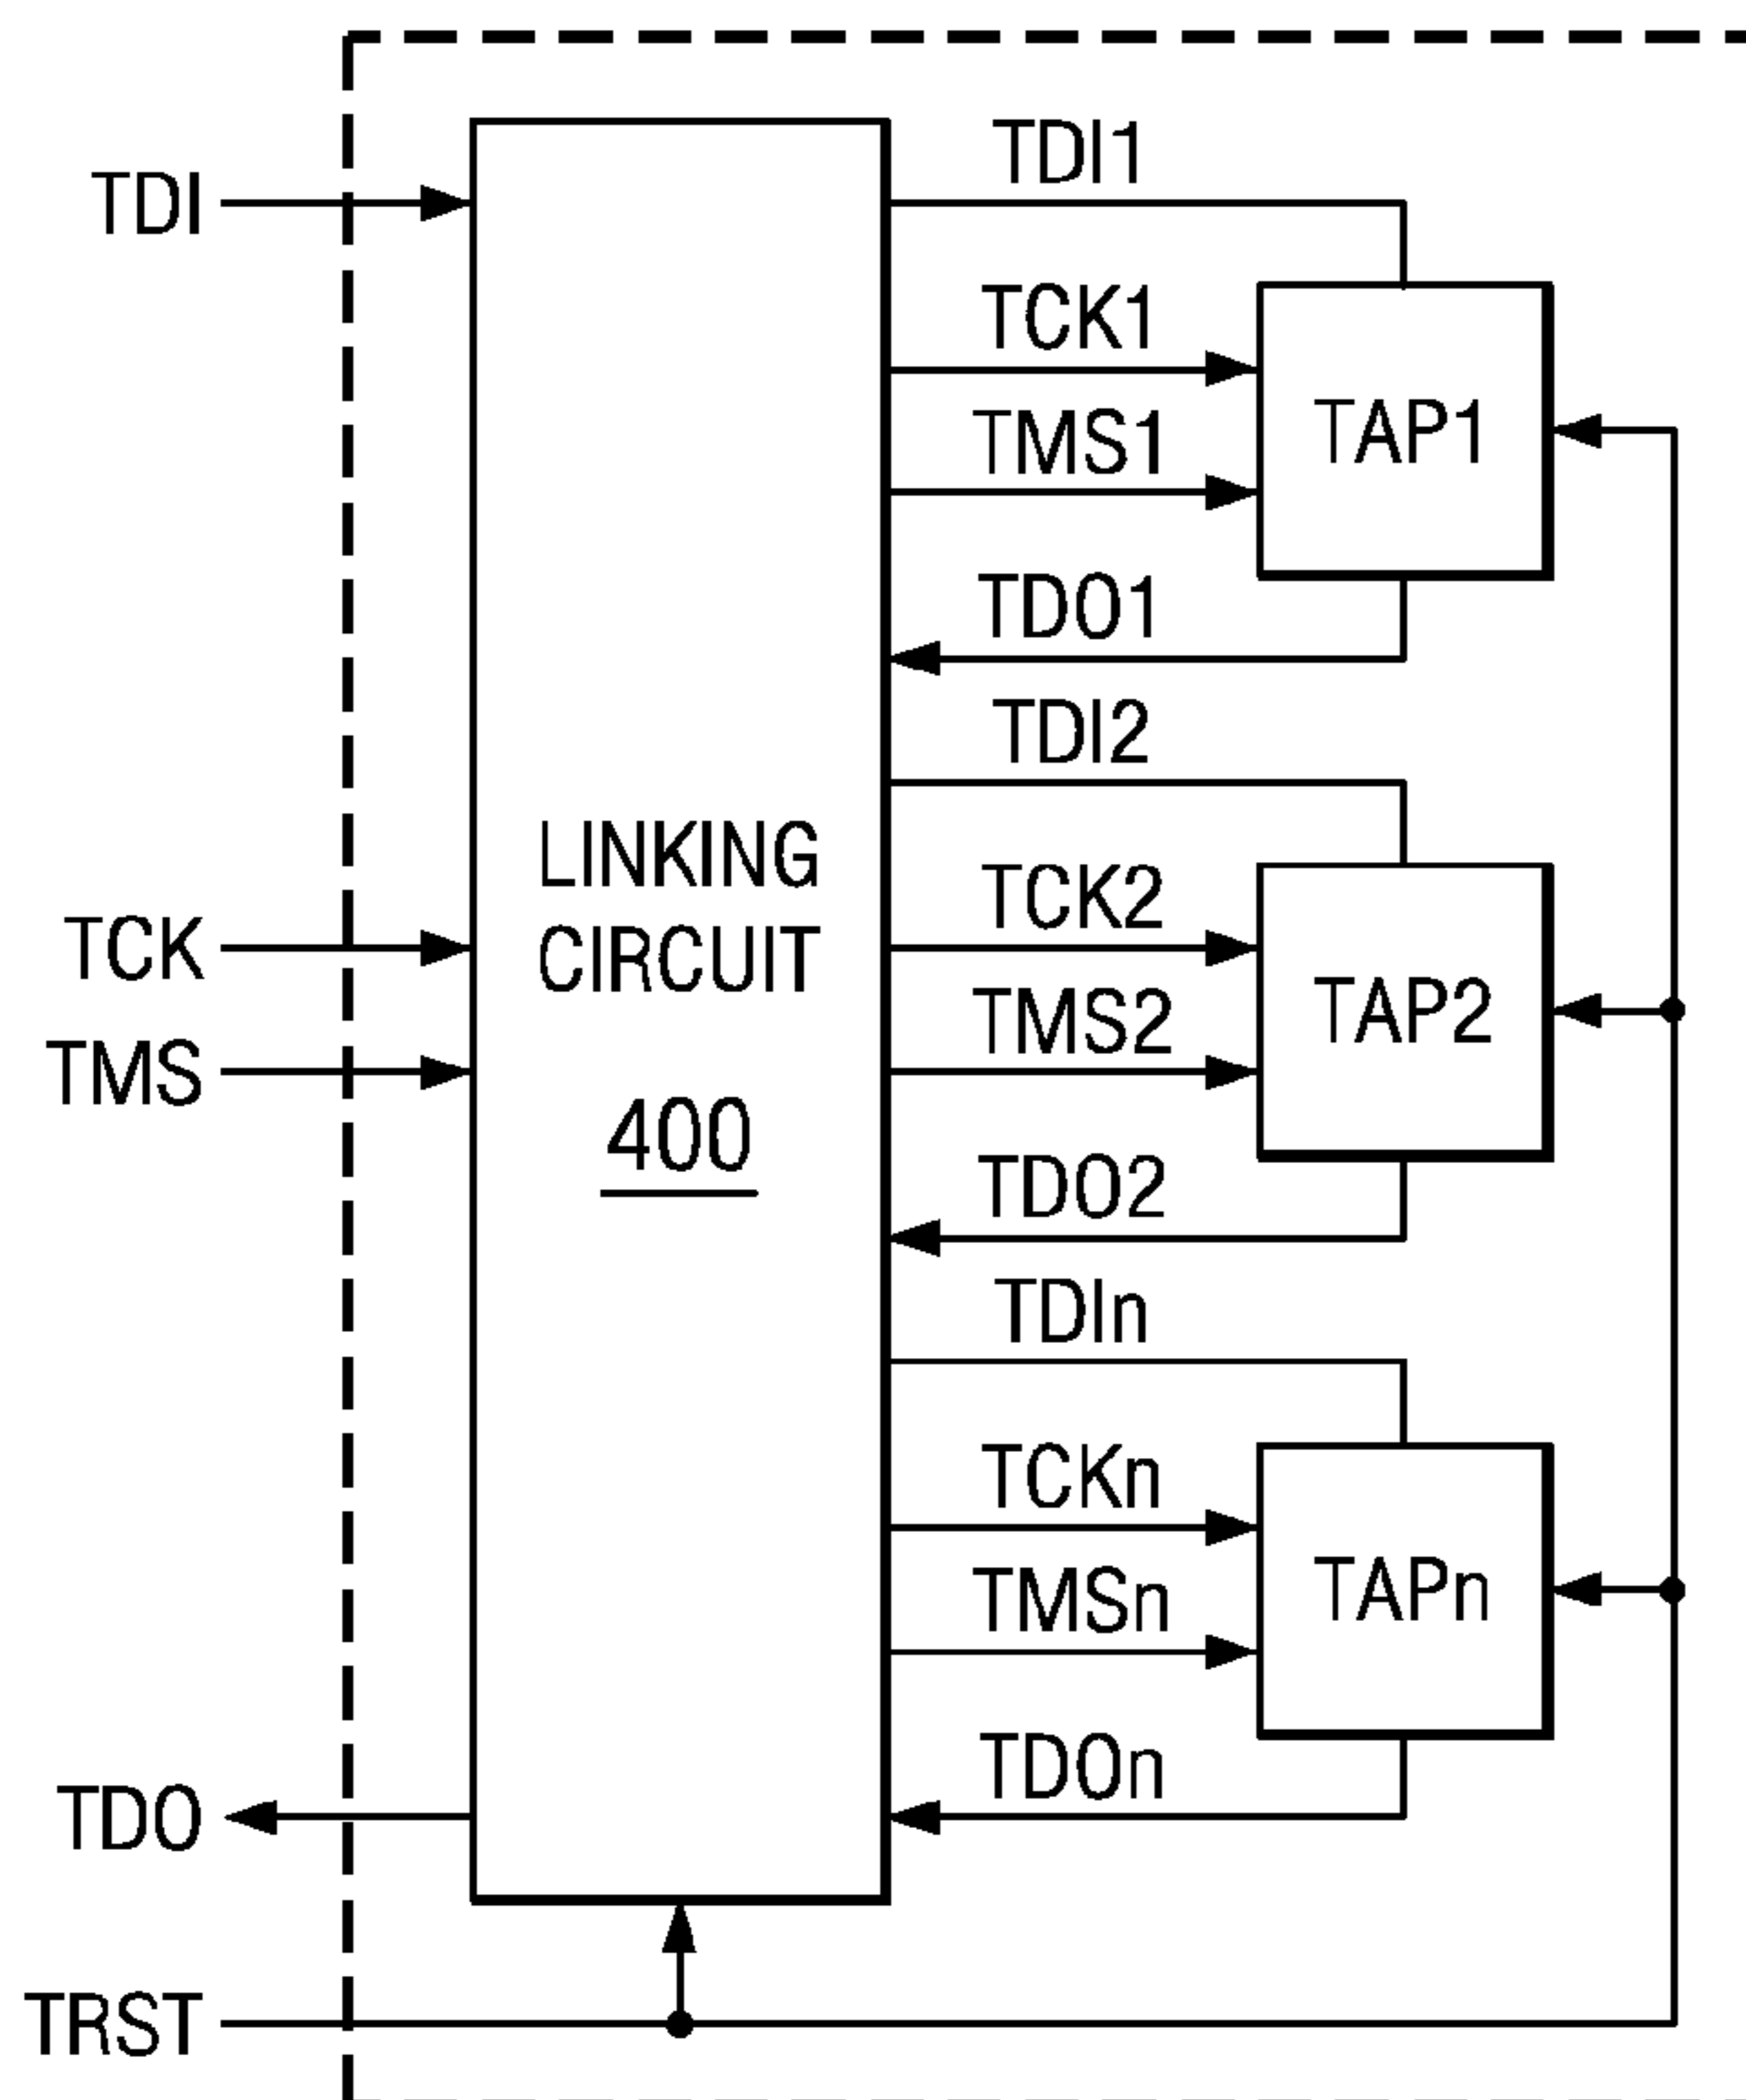 TDI
TCK
TMS
TDO
TRST
LINKING
CIRCUIT
400
TDI1
TCK1
TMS1
TDO1
TAP1
TDI2
TCK2
TMS2
TDO2
TAP2
TDIn
TCKn
TMSn
TDOn
TAPn